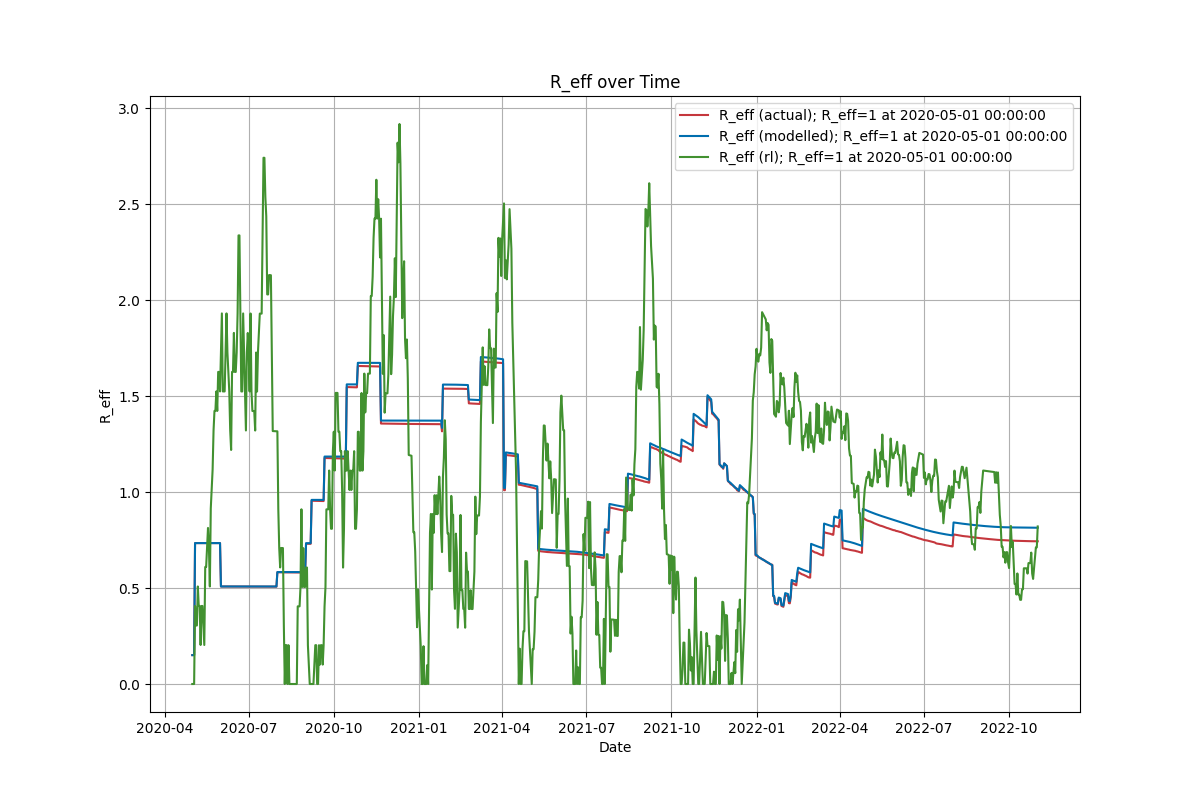 R_eff over Time
R_eff (actual); R_eff=1 at 2020-05-01 00:00:00
R_eff (modelled); R_eff=1 at 2020-05-01 00:00:00
R_eff (rl); R_eff=1 at 2020-05-01 00:00:00
3.0
2.5
2.0
1.5
1.0
0.5
0.0
R_eff
2020-04 2020-07 2020-10 2021-01 2021-04 2021-07 2021-10 2022-01 2022-04 2022-07 2022-10
Date